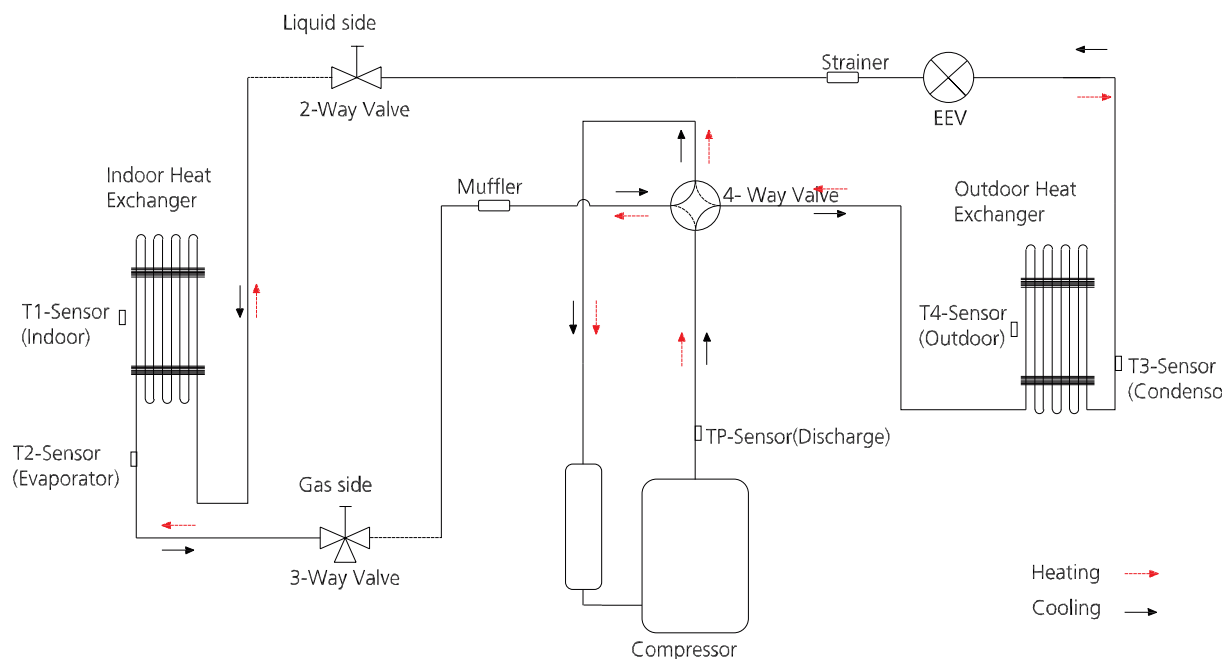 Liquid side
2-Way Valve
Strainer
EEV
Indoor Heat
Exchanger
Muffler
4- Way Valve
Outdoor Heat
Exchanger
T1-Sensor
(Indoor)
T4-Sensor
(Outdoor)
T3-Sensor
(Condenso
T2-Sensor
(Evaporator)
TP-Sensor(Discharge)
Gas side
3-Way Valve
Compressor
Heating
Cooling